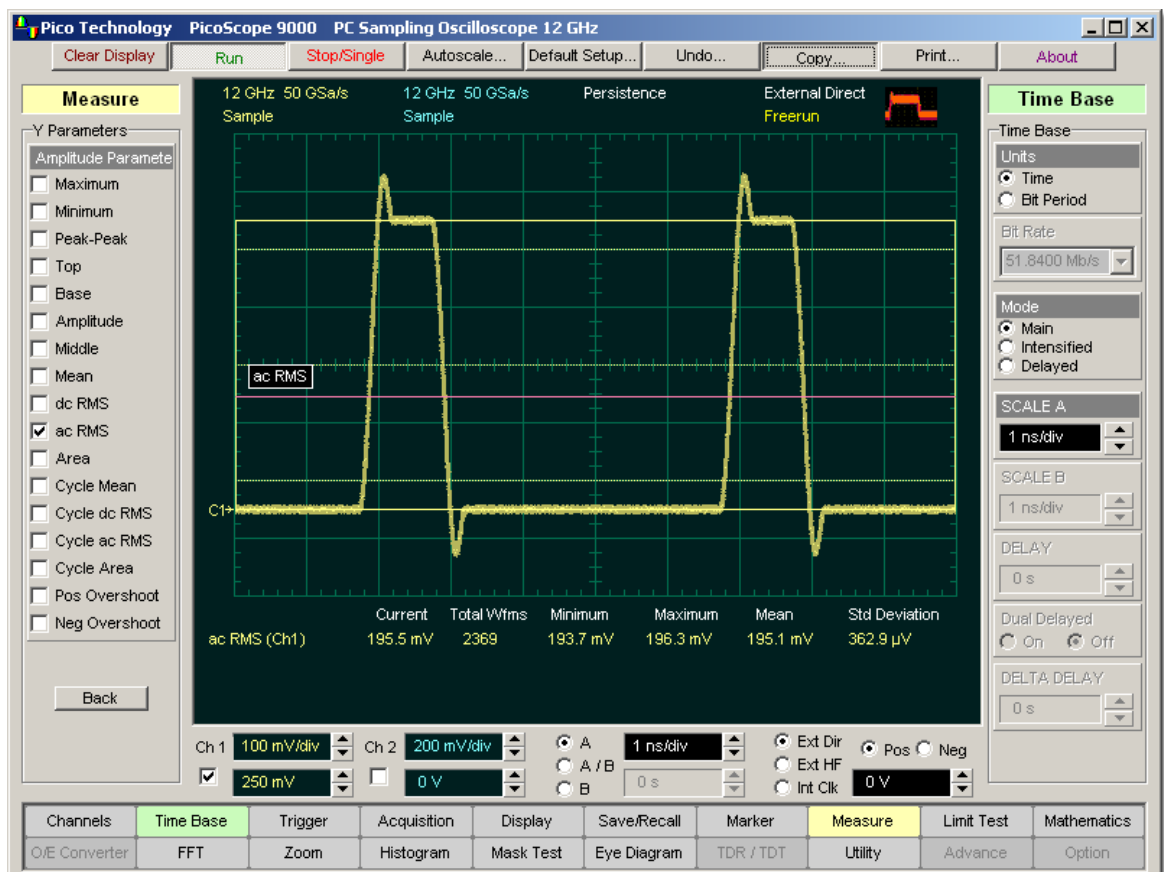 Pico Technology PicoScope 9000 PC Sampling Oscilloscope 12 GHz
Clear Display Run Stop/Single Autoscale... Default Setup... Undo... Copy... Print... About
Measure
Y Parameters
Amplitude Paramete
Maximum
Minimum
Peak-Peak
Top
Base
Amplitude
Middle
Mean
dc RMS
ac RMS
Area
Cycle Mean
Cycle dc RMS
Cycle ac RMS
Cycle Area
Pos Overshoot
Neg Overshoot
Back
12 GHz 50 GSa/s 12 GHz 50 GSa/s Persistence External Direct
Sample Sample Freerun
ac RMS
C1
Current Total Wfms Minimum Maximum Mean Std Deviation
ac RMS (Ch1) 195.5 mV 2369 193.7 mV 196.3 mV 195.1 mV 362.9 µV
Time Base
Time Base
Units
Time
Bit Period
Bit Rate
51.8400 Mb/s
Mode
Main
Intensified
Delayed
SCALE A
1 ns/div
SCALE B
1 ns/div
DELAY
0 s
Dual Delayed
On Off
DELTA DELAY
0 s
Ch 1 100 mV/div Ch 2 200 mV/div A 1 ns/div Ext Dir Pos Neg
A / B Ext HF
250 mV 0 V B 0 s Int Clk 0 V
Channels Time Base Trigger Acquisition Display Save/Recall Marker Measure Limit Test Mathematics
O/E Converter FFT Zoom Histogram Mask Test Eye Diagram TDR / TDT Utility Advance Option